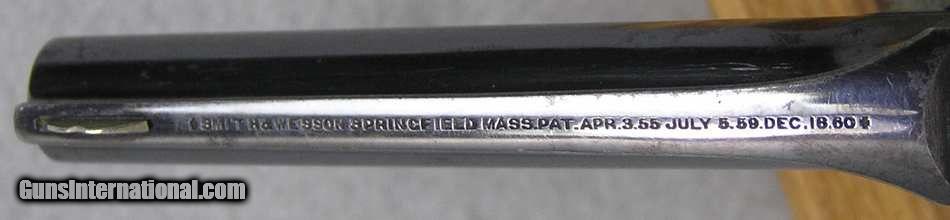 SMITH & WESSON SPRINGFIELD MASS. PAT. APR. 3. 55 JULY 5. 59. DEC. 18. 60
GunsInternational.com